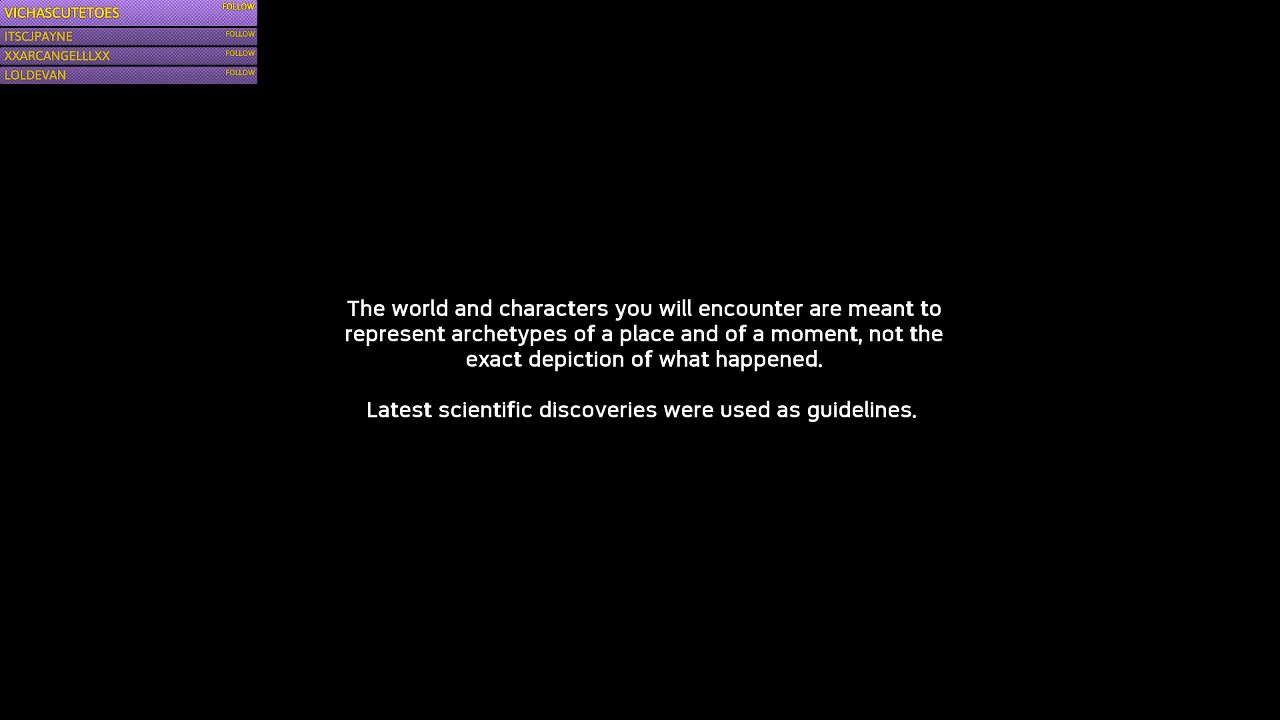 VICHASCUTETOES FOLLOW
ITSCJPAYNE FOLLOW
XXARCANGELLLXX FOLLOW
LOLDEVAN FOLLOW
The world and characters you will encounter are meant to
represent archetypes of a place and of a moment, not the
exact depiction of what happened.
Latest scientific discoveries were used as guidelines.